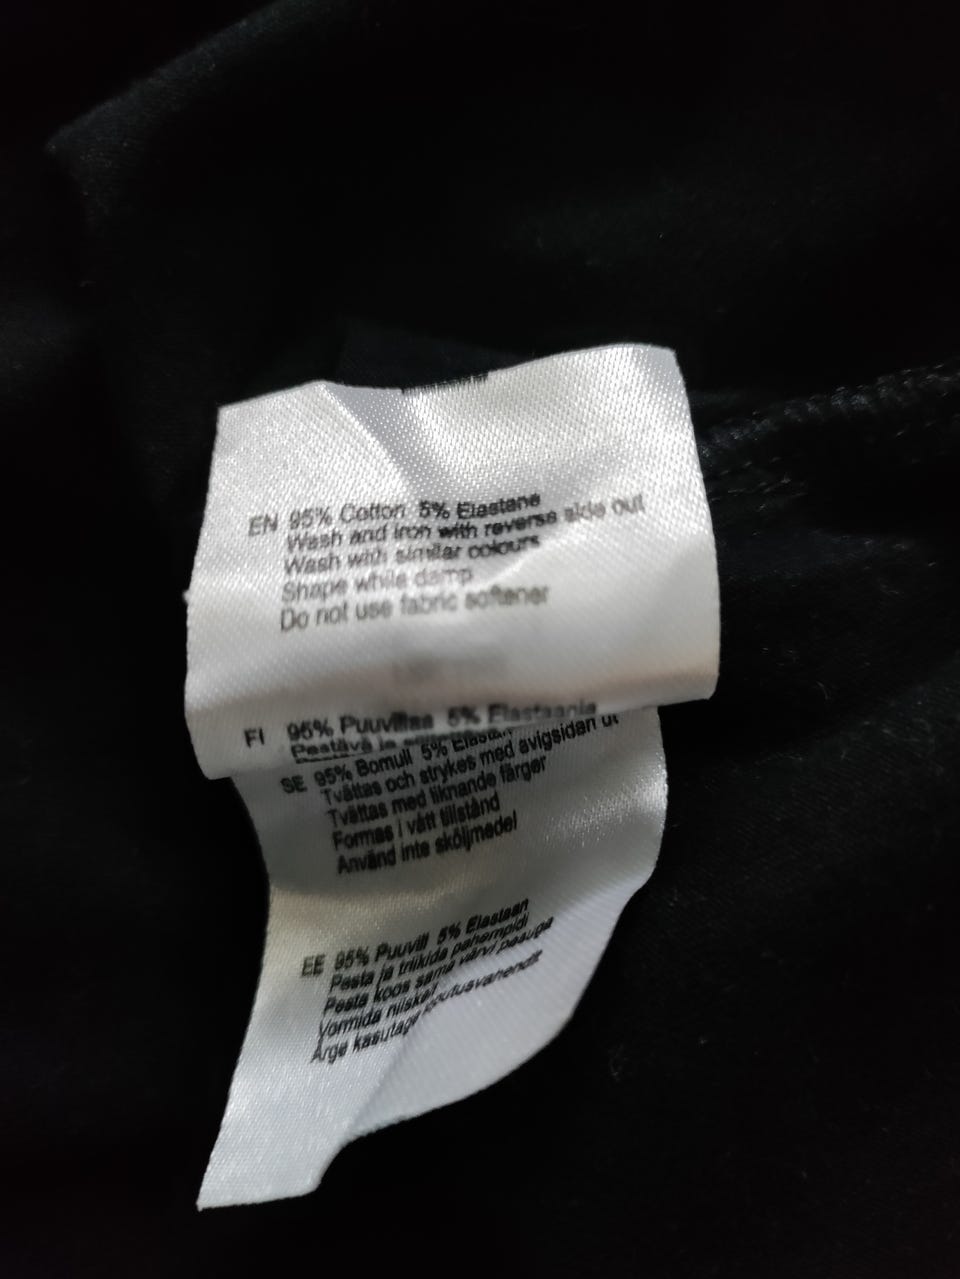 EN 95% Cotton 5% Elastane
Wash and iron with reverse side out
Wash with similar colours
Shape while damp
Do not use fabric softener
FI 95% Puuvillaa 5% Elastaania
Pestävä ja
SE 95% Bomull 5% Elastan
Tvättas och strykes med avigsidan ut
Tvättas med liknande färger
Formas i vått tillstånd
Använd inte sköljmedel
EE 95% Puuvill 5% Elastaan
Pesta ja triikida pahempidi
Pesta koos sama värvi pesuga
Vormida niiskelt
Ärge kasutage loputusvahendit